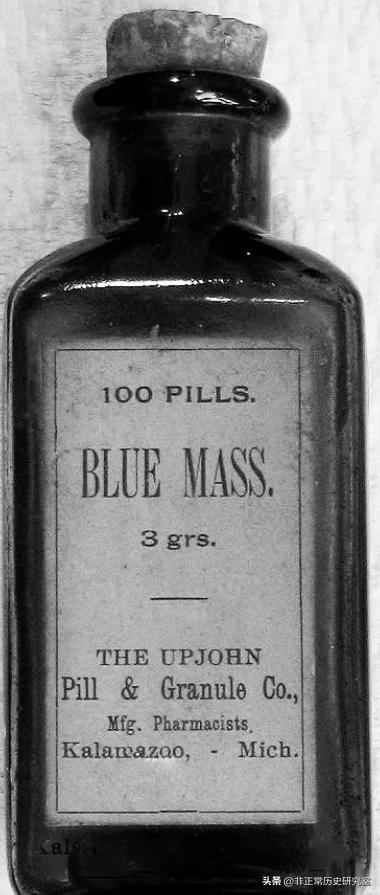 100 PILLS.
BLUE MASS.
3 grs.
THE UPJOHN
Pill & Granule Co.,
Mfg. Pharmacists,
Kalamazoo, - Mich.
头条 @非正常历史研究室